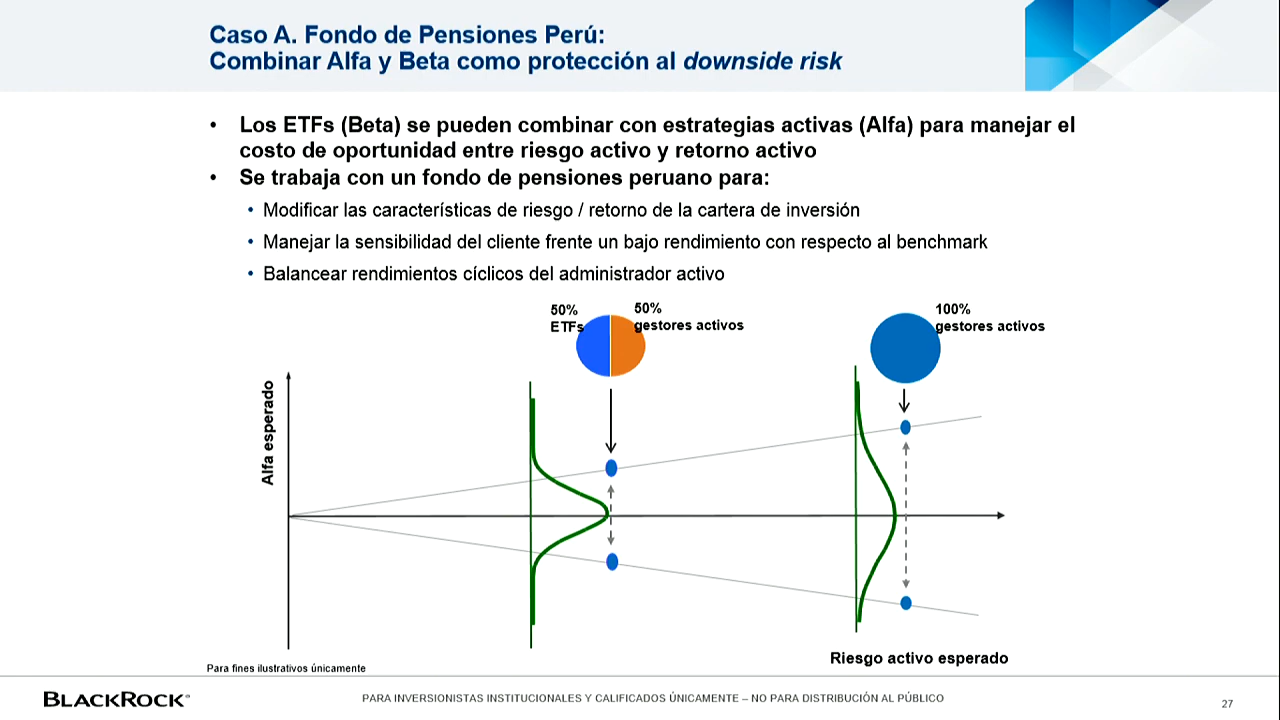 Caso A. Fondo de Pensiones Perú:
Combinar Alfa y Beta como protección al downside risk
• Los ETFs (Beta) se pueden combinar con estrategias activas (Alfa) para manejar el
costo de oportunidad entre riesgo activo y retorno activo
• Se trabaja con un fondo de pensiones peruano para:
• Modificar las características de riesgo / retorno de la cartera de inversión
• Manejar la sensibilidad del cliente frente un bajo rendimiento con respecto al benchmark
• Balancear rendimientos cíclicos del administrador activo
50%
ETFs
50%
gestores activos
100%
gestores activos
Alfa esperado
Riesgo activo esperado
Para fines ilustrativos únicamente
BLACKROCK®
PARA INVERSIONISTAS INSTITUCIONALES Y CALIFICADOS ÚNICAMENTE – NO PARA DISTRIBUCIÓN AL PÚBLICO
27